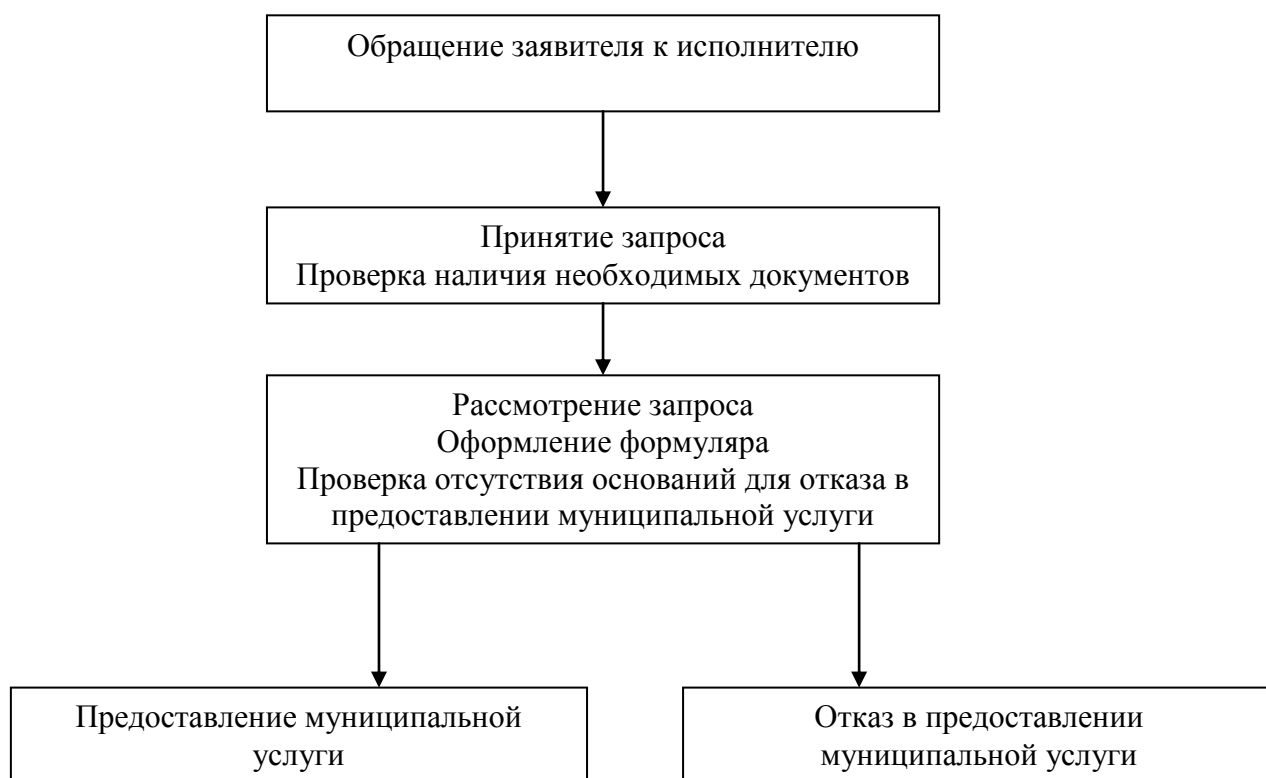 Обращение заявителя к исполнителю
Принятие запроса
Проверка наличия необходимых документов
Рассмотрение запроса
Оформление формуляра
Проверка отсутствия оснований для отказа в
предоставлении муниципальной услуги
Предоставление муниципальной
услуги
Отказ в предоставлении
муниципальной услуги